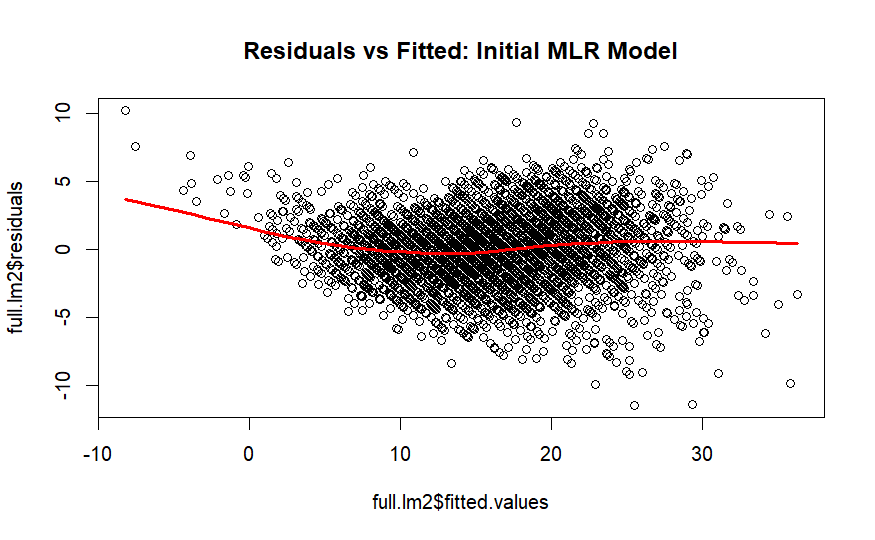 Residuals vs Fitted: Initial MLR Model
full.lm2$residuals
10
5
0
-5
-10
-10 0 10 20 30
full.lm2$fitted.values